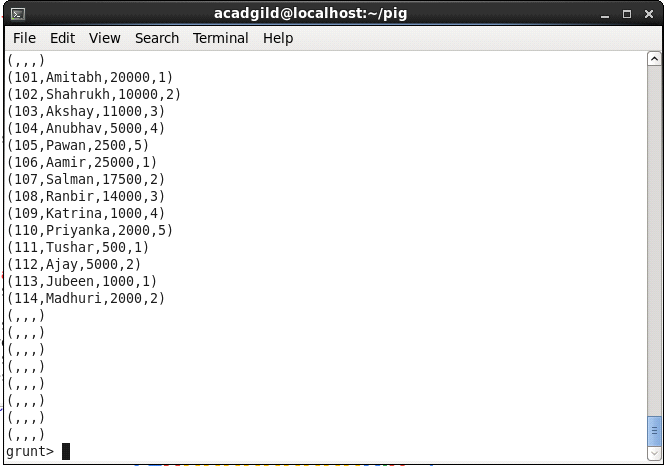 acadgild@localhost:~/pig
File Edit View Search Terminal Help
(,,,)
(101,Amitabh,20000,1)
(102,Shahrukh,10000,2)
(103,Akshay,11000,3)
(104,Anubhav,5000,4)
(105,Pawan,2500,5)
(106,Aamir,25000,1)
(107,Salman,17500,2)
(108,Ranbir,14000,3)
(109,Katrina,1000,4)
(110,Priyanka,2000,5)
(111,Tushar,500,1)
(112,Ajay,5000,2)
(113,Jubeen,1000,1)
(114,Madhuri,2000,2)
(,,,)
(,,,)
(,,,)
(,,,)
(,,,)
(,,,)
(,,,)
(,,,)
grunt>